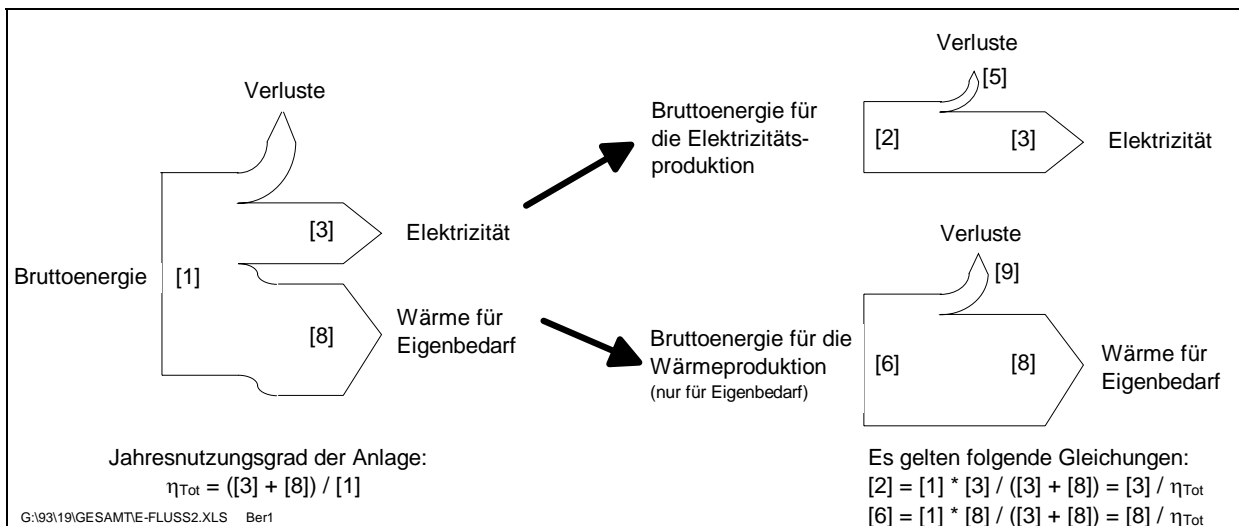 Verluste
[3]
Elektrizität
Bruttoenergie [1]
[8]
Wärme für
Eigenbedarf
Jahresnutzungsgrad der Anlage:
ηTot = ([3] + [8]) / [1]
G:\93\19\GESAMT\E-FLUSS2.XLS Ber1
Bruttoenergie für
die Elektrizitäts-
produktion
Verluste
[5]
[2]
[3]
Elektrizität
Bruttoenergie für die
Wärmeproduktion
(nur für Eigenbedarf)
Verluste
[9]
[6]
[8]
Wärme für
Eigenbedarf
Es gelten folgende Gleichungen:
[2] = [1] * [3] / ([3] + [8]) = [3] / ηTot
[6] = [1] * [8] / ([3] + [8]) = [8] / ηTot